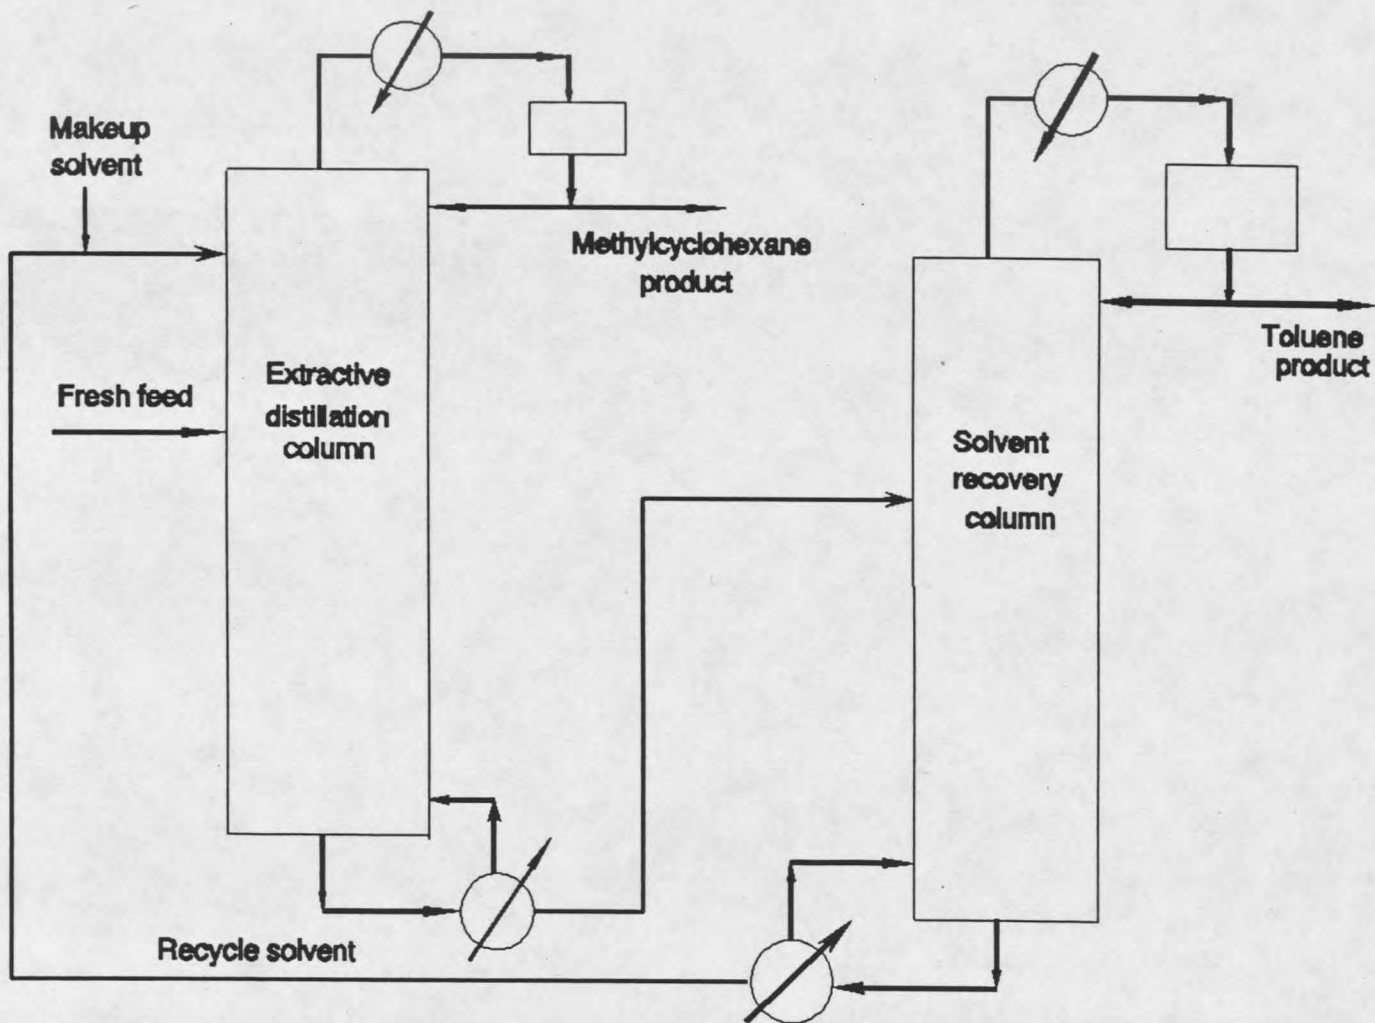 Makeup
solvent
Methylcyclohexane
product
Fresh feed
Extractive
distillation
column
Toluene
product
Solvent
recovery
column
Recycle solvent